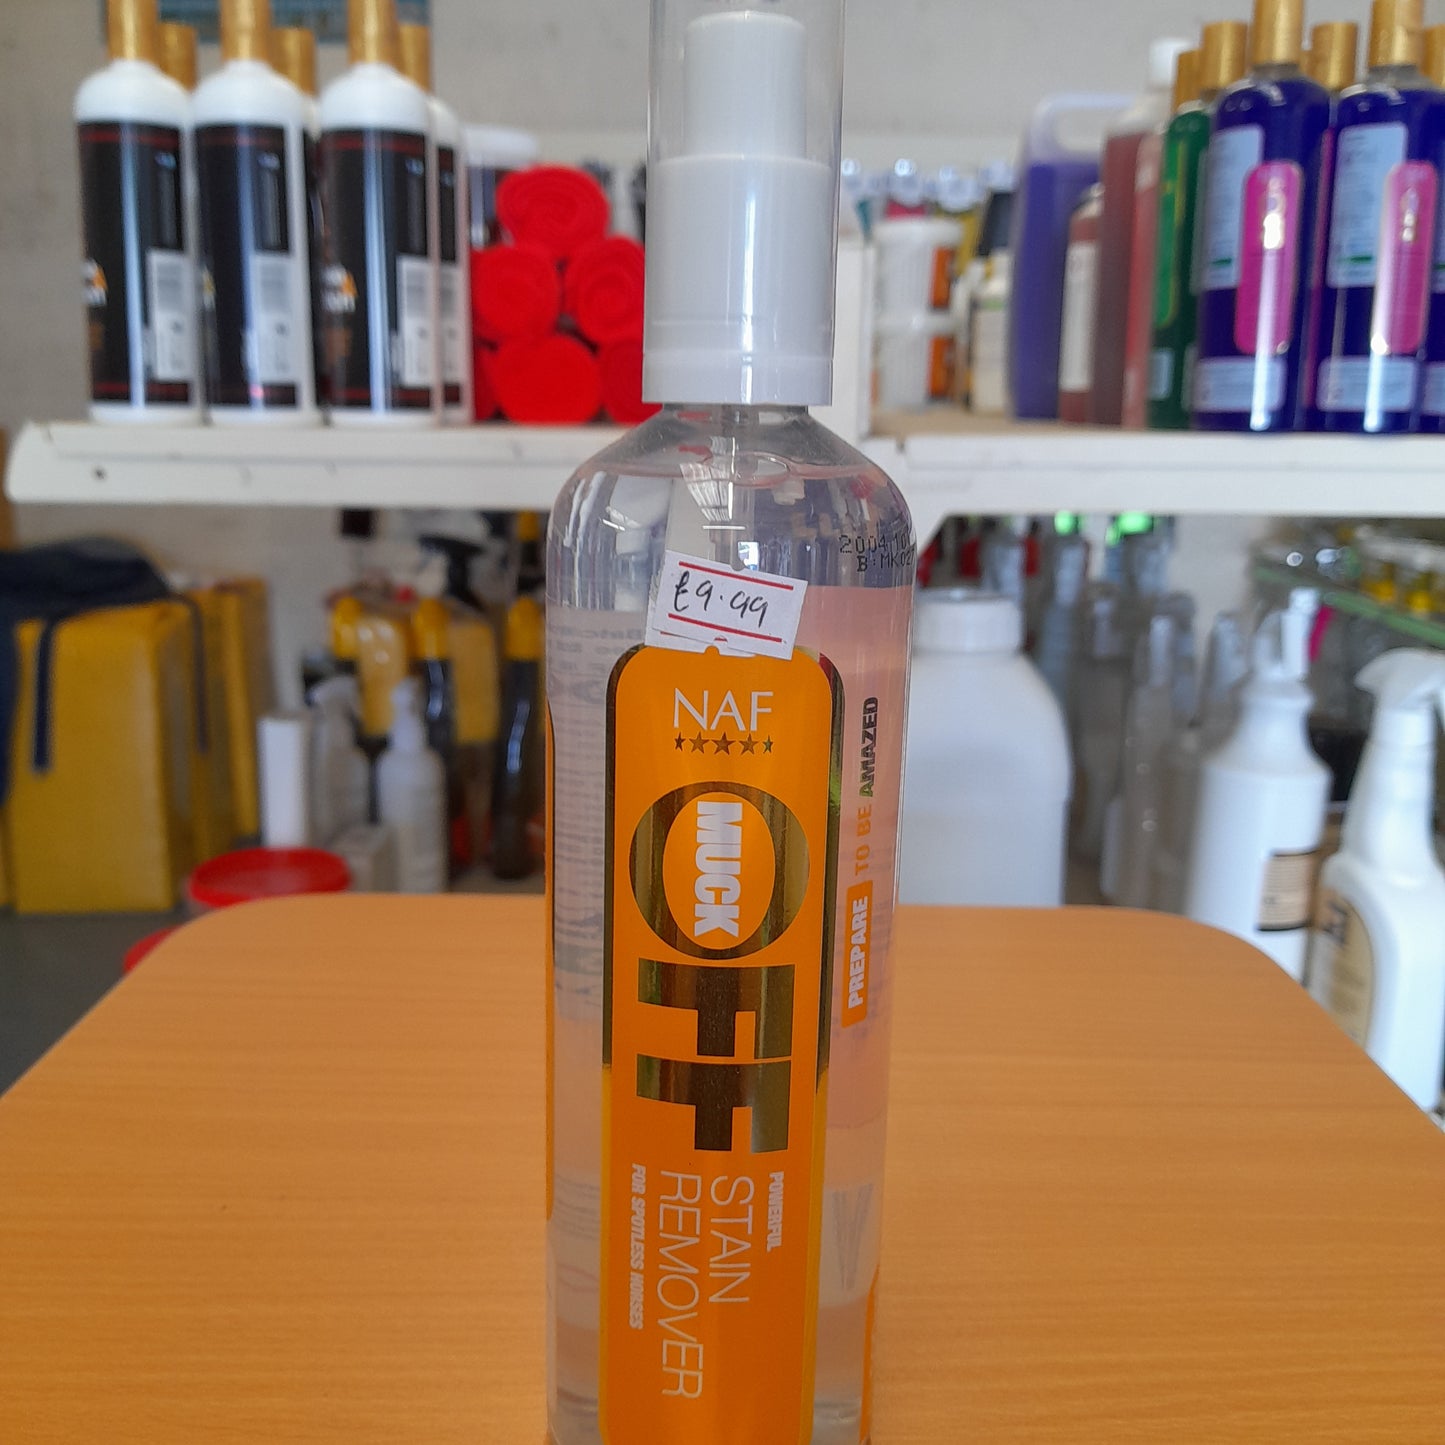 £9.99
NAF
MUCK
OFF
POWERFUL
STAIN
REMOVER
FOR SPOTLESS HORSES
PREPARE TO BE AMAZED